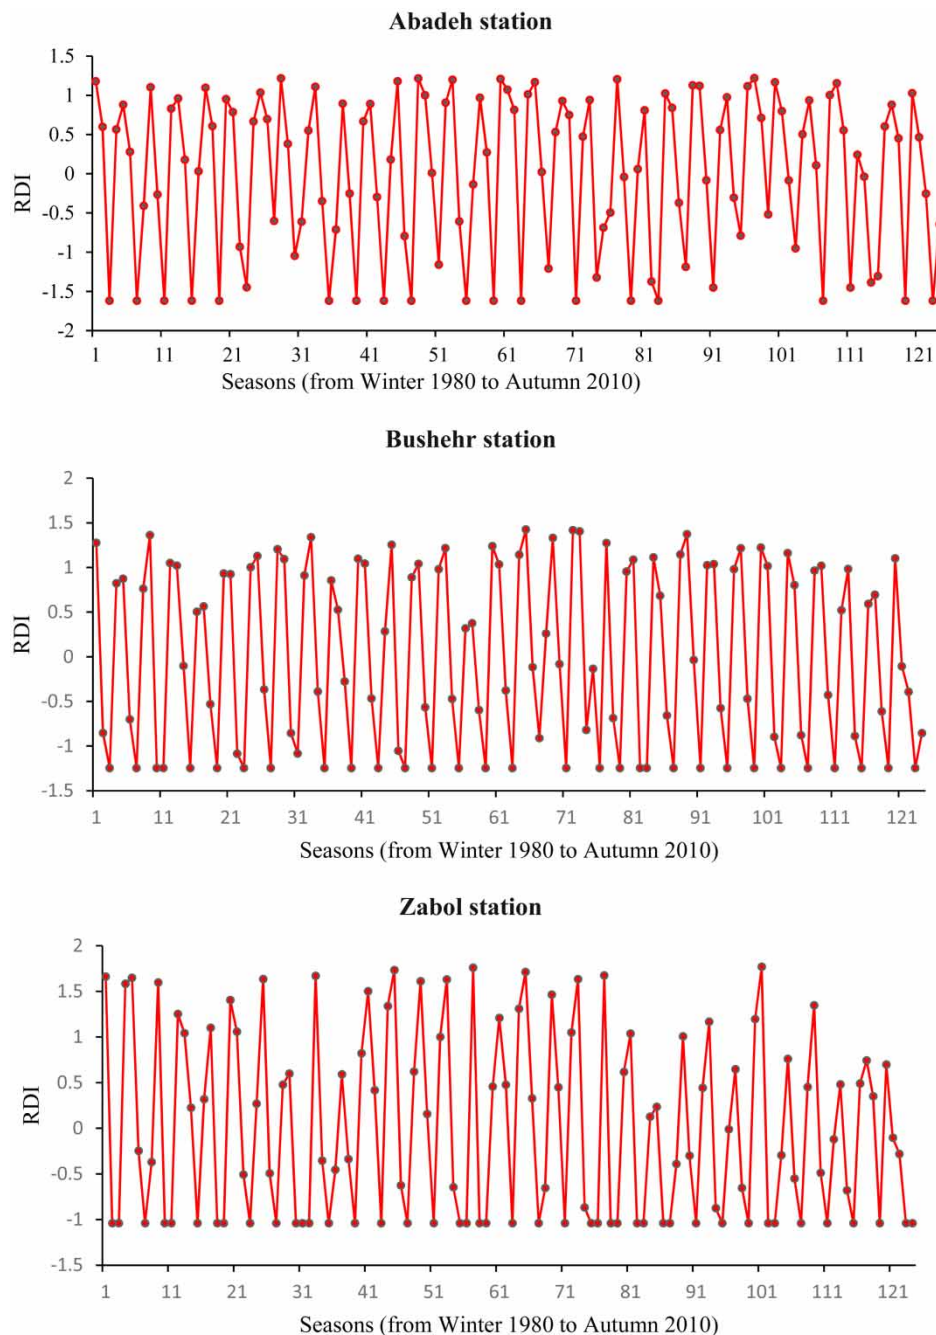 Abadeh station
1.5
1
0.5
0
-0.5
-1
-1.5
-2
RDI
1 11 21 31 41 51 61 71 81 91 101 111 121
Seasons (from Winter 1980 to Autumn 2010)
Bushehr station
2
1.5
1
0.5
0
-0.5
-1
-1.5
RDI
1 11 21 31 41 51 61 71 81 91 101 111 121
Seasons (from Winter 1980 to Autumn 2010)
Zabol station
2
1.5
1
0.5
0
-0.5
-1
-1.5
RDI
1 11 21 31 41 51 61 71 81 91 101 111 121
Seasons (from Winter 1980 to Autumn 2010)